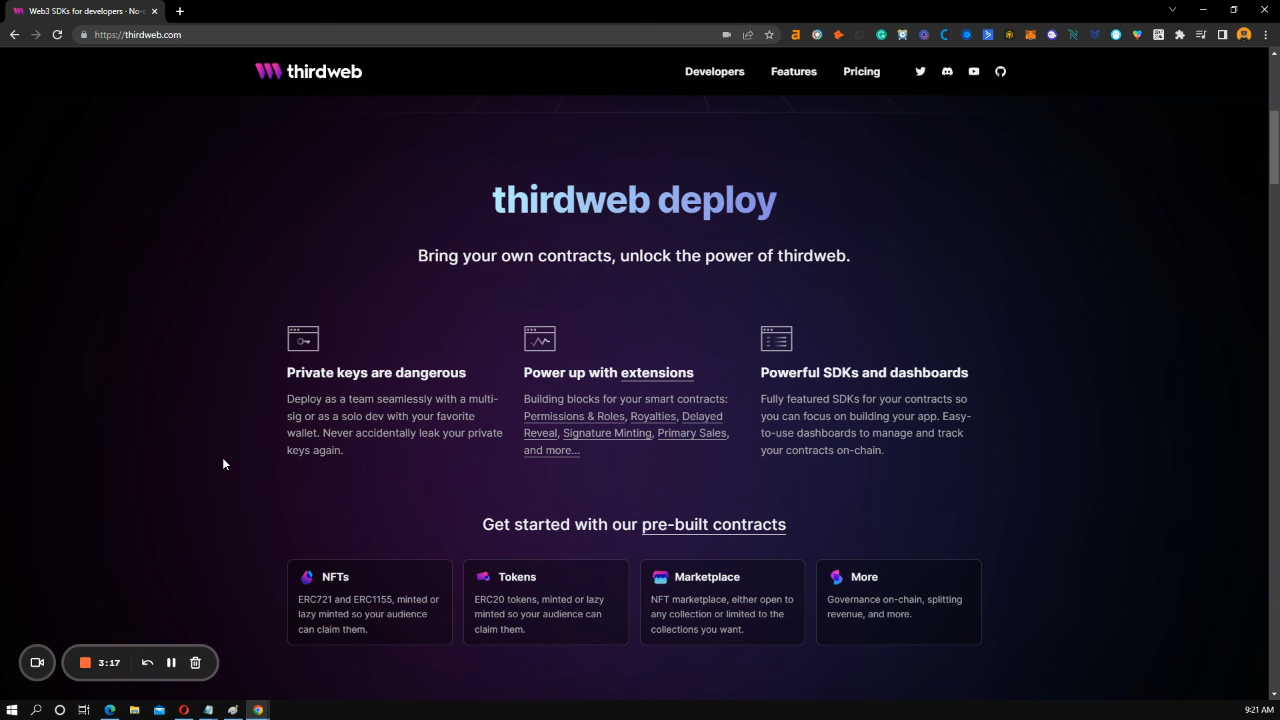 Web3 SDKs for developers - No-c
https://thirdweb.com
thirdweb
Developers
Features
Pricing
thirdweb deploy
Bring your own contracts, unlock the power of thirdweb.
Private keys are dangerous
Deploy as a team seamlessly with a multi-
sig or as a solo dev with your favorite
wallet. Never accidentally leak your private
keys again.
Power up with extensions
Building blocks for your smart contracts:
Permissions & Roles, Royalties, Delayed
Reveal, Signature Minting, Primary Sales,
and more...
Powerful SDKs and dashboards
Fully featured SDKs for your contracts so
you can focus on building your app. Easy-
to-use dashboards to manage and track
your contracts on-chain.
Get started with our pre-built contracts
NFTs
ERC721 and ERC1155, minted or
lazy minted so your audience
can claim them.
Tokens
ERC20 tokens, minted or lazy
minted so your audience can
claim them.
Marketplace
NFT marketplace, either open to
any collection or limited to the
collections you want.
More
Governance on-chain, splitting
revenue, and more.
3:17
9:21 AM